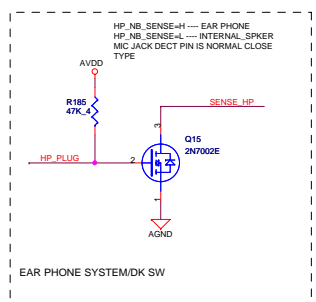 HP_NB_SENSE=H ---- EAR PHONE
HP_NB_SENSE=L ---- INTERNAL_SPKER
MIC JACK DECT PIN IS NORMAL CLOSE
TYPE
AVDD
R185
47K_4
SENSE_HP
3
Q15
2N7002E
HP_PLUG
2
1
AGND
EAR PHONE SYSTEM/DK SW